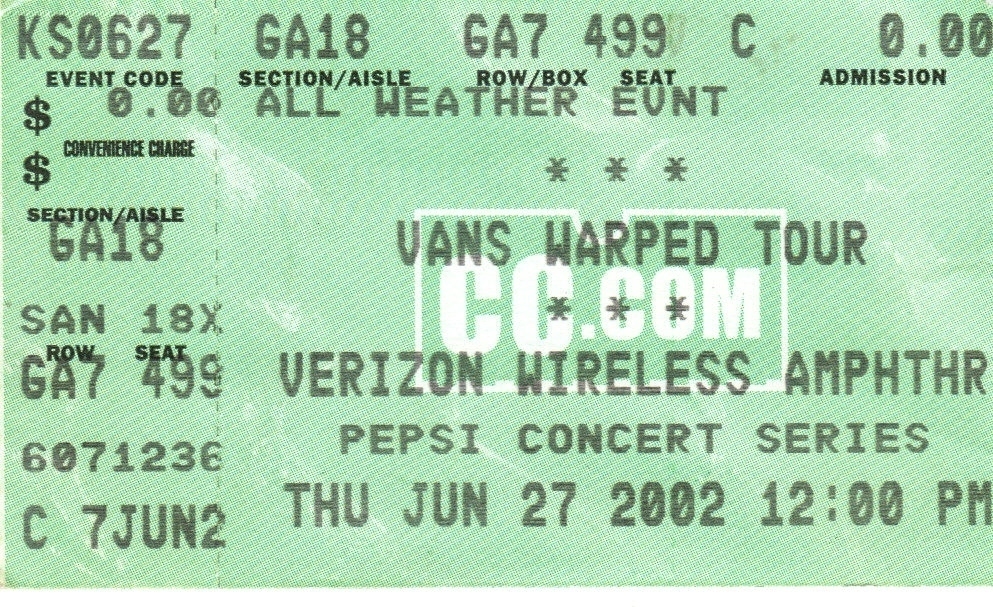 KS0627 GA18 GA7 499 C 0.00
EVENT CODE SECTION/AISLE ROW/BOX SEAT ADMISSION
$ 0.00 ALL WEATHER EVNT
CONVENIENCE CHARGE
$ * * *
SECTION/AISLE
GA18 VANS WARPED TOUR
CC.COM
SAN 18X * * *
ROW SEAT
GA7 499 VERIZON WIRELESS AMPHTHR
PEPSI CONCERT SERIES
6071236
THU JUN 27 2002 12:00 PM
C 7JUN2